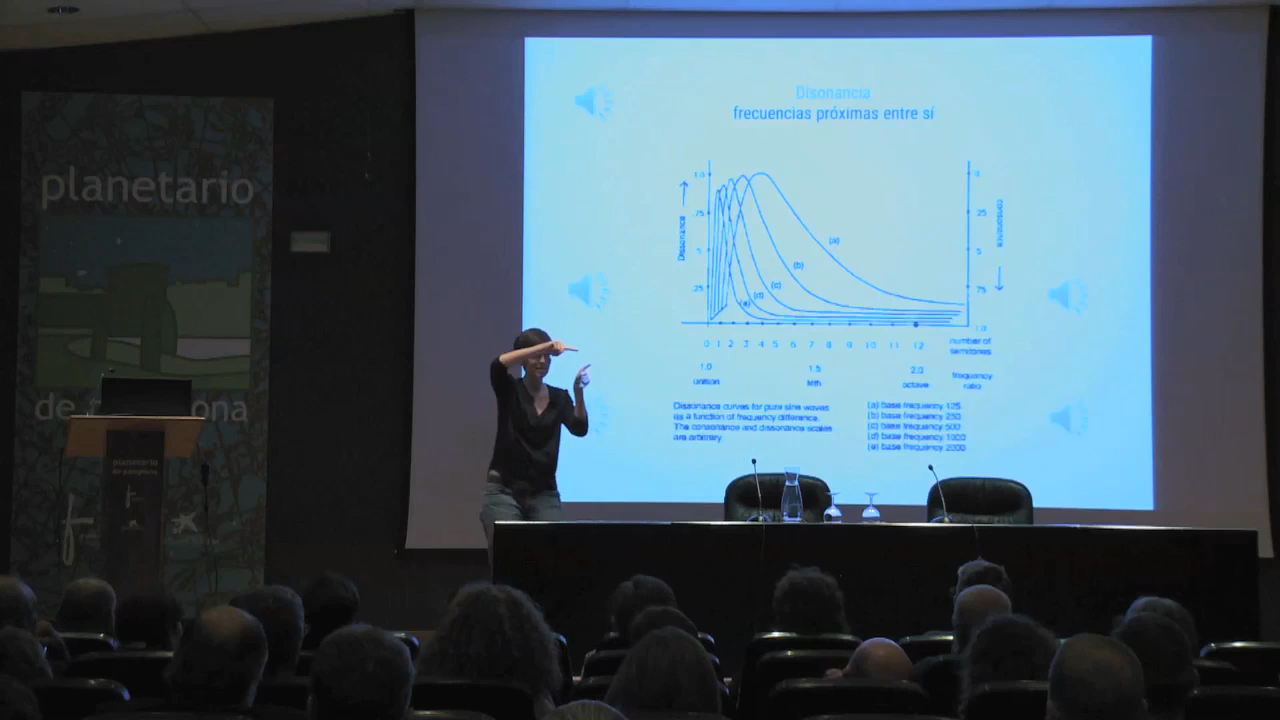 planetario
de
ona
planetario
de pamplona
Disonancia
frecuencias próximas entre sí
Dissonance
1.0
.75
.5
.25
(a)
(b)
(c)
(d)
(e)
0
.25
.5
.75
1.0
consonance
0 1 2 3 4 5 6 7 8 9 10 11 12 number of
semitones
1.0 1.5 2.0 frequency
unison fifth octave ratio
Dissonance curves for pure sine waves
as a function of frequency difference.
The consonance and dissonance scales
are arbitrary.
(a) base frequency 125
(b) base frequency 250
(c) base frequency 500
(d) base frequency 1000
(e) base frequency 2000